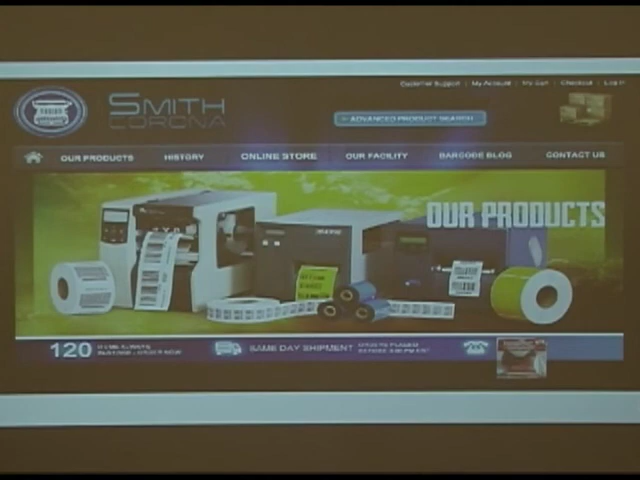 Customer Support | My Account | My Cart | Checkout | Log In
SMITH
CORONA
ADVANCED PRODUCT SEARCH
OUR PRODUCTS
HISTORY
ONLINE STORE
OUR FACILITY
BARCODE BLOG
CONTACT US
OUR PRODUCTS
120
SAME DAY SHIPMENT